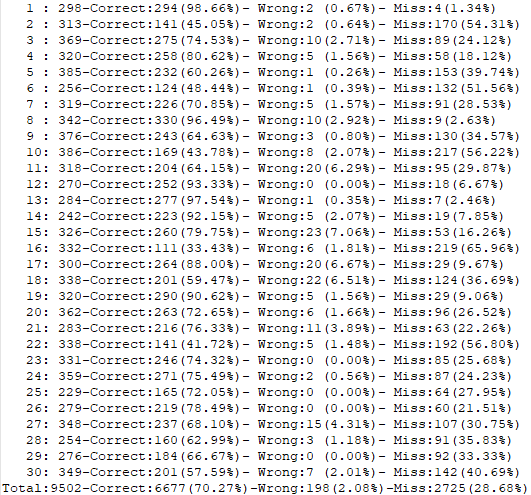 1 : 298-Correct:294(98.66%)- Wrong:2 (0.67%)- Miss:4(1.34%)
2 : 313-Correct:141(45.05%)- Wrong:2 (0.64%)- Miss:170(54.31%)
3 : 369-Correct:275(74.53%)- Wrong:10(2.71%)- Miss:89(24.12%)
4 : 320-Correct:258(80.62%)- Wrong:5 (1.56%)- Miss:58(18.12%)
5 : 385-Correct:232(60.26%)- Wrong:1 (0.26%)- Miss:153(39.74%)
6 : 256-Correct:124(48.44%)- Wrong:1 (0.39%)- Miss:132(51.56%)
7 : 319-Correct:226(70.85%)- Wrong:5 (1.57%)- Miss:91(28.53%)
8 : 342-Correct:330(96.49%)- Wrong:10(2.92%)- Miss:9(2.63%)
9 : 376-Correct:243(64.63%)- Wrong:3 (0.80%)- Miss:130(34.57%)
10: 386-Correct:169(43.78%)- Wrong:8 (2.07%)- Miss:217(56.22%)
11: 318-Correct:204(64.15%)- Wrong:20(6.29%)- Miss:95(29.87%)
12: 270-Correct:252(93.33%)- Wrong:0 (0.00%)- Miss:18(6.67%)
13: 284-Correct:277(97.54%)- Wrong:1 (0.35%)- Miss:7(2.46%)
14: 242-Correct:223(92.15%)- Wrong:5 (2.07%)- Miss:19(7.85%)
15: 326-Correct:260(79.75%)- Wrong:23(7.06%)- Miss:53(16.26%)
16: 332-Correct:111(33.43%)- Wrong:6 (1.81%)- Miss:219(65.96%)
17: 300-Correct:264(88.00%)- Wrong:20(6.67%)- Miss:29(9.67%)
18: 338-Correct:201(59.47%)- Wrong:22(6.51%)- Miss:124(36.69%)
19: 320-Correct:290(90.62%)- Wrong:5 (1.56%)- Miss:29(9.06%)
20: 362-Correct:263(72.65%)- Wrong:6 (1.66%)- Miss:96(26.52%)
21: 283-Correct:216(76.33%)- Wrong:11(3.89%)- Miss:63(22.26%)
22: 338-Correct:141(41.72%)- Wrong:5 (1.48%)- Miss:192(56.80%)
23: 331-Correct:246(74.32%)- Wrong:0 (0.00%)- Miss:85(25.68%)
24: 359-Correct:271(75.49%)- Wrong:2 (0.56%)- Miss:87(24.23%)
25: 229-Correct:165(72.05%)- Wrong:0 (0.00%)- Miss:64(27.95%)
26: 279-Correct:219(78.49%)- Wrong:0 (0.00%)- Miss:60(21.51%)
27: 348-Correct:237(68.10%)- Wrong:15(4.31%)- Miss:107(30.75%)
28: 254-Correct:160(62.99%)- Wrong:3 (1.18%)- Miss:91(35.83%)
29: 276-Correct:184(66.67%)- Wrong:0 (0.00%)- Miss:92(33.33%)
30: 349-Correct:201(57.59%)- Wrong:7 (2.01%)- Miss:142(40.69%)
Total:9502-Correct:6677(70.27%)-Wrong:198(2.08%)-Miss:2725(28.68%)